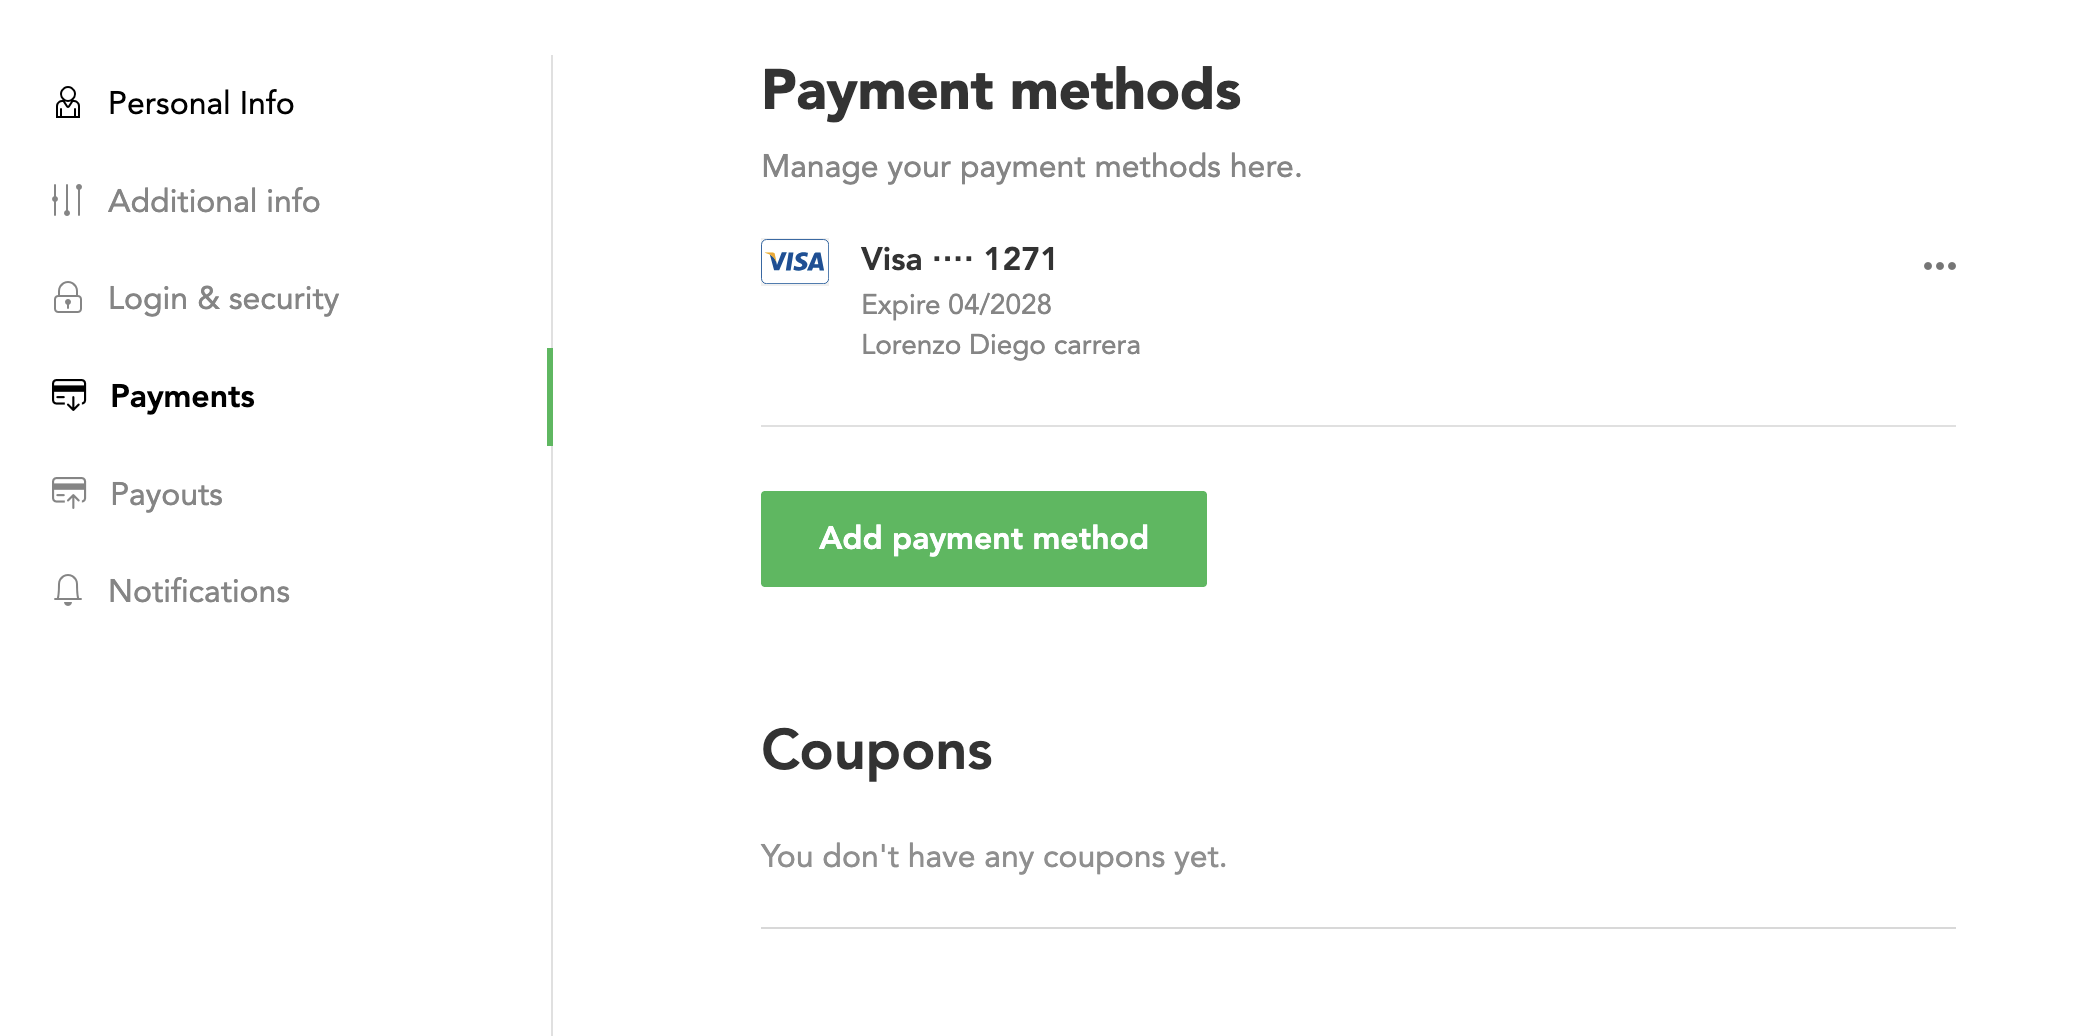 Personal Info
Additional info
Login & security
Payments
Payouts
Notifications
Payment methods
Manage your payment methods here.
VISA
Visa ···· 1271
Expire 04/2028
Lorenzo Diego carrera
Add payment method
Coupons
You don't have any coupons yet.